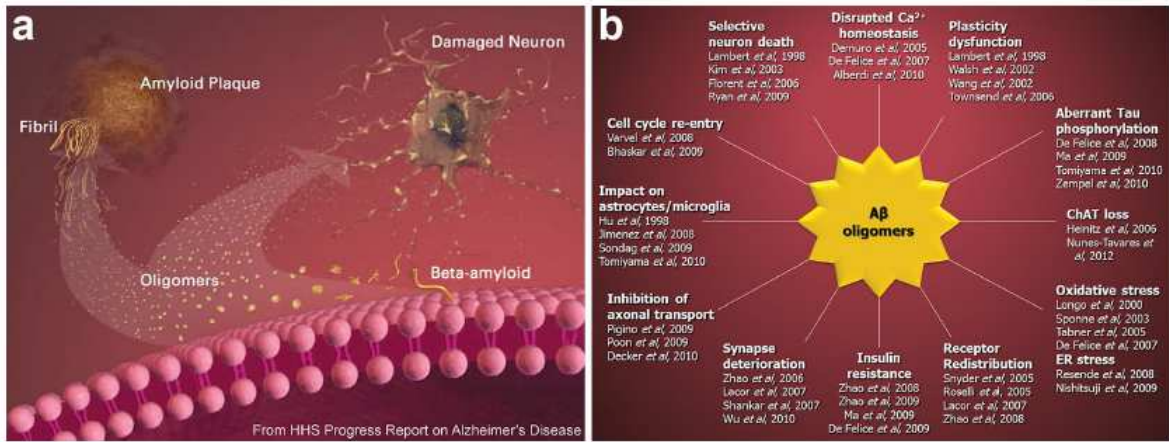 a
Amyloid Plaque
Fibril
Damaged Neuron
Oligomers
Beta-amyloid
From HHS Progress Report on Alzheimer's Disease
b
Selective
neuron death
Lambert et al, 1998
Kim et al, 2003
Florent et al, 2006
Ryan et al, 2009
Disrupted Ca²⁺
homeostasis
Demuro et al, 2005
De Felice et al, 2007
Alberdi et al, 2010
Plasticity
dysfunction
Lambert et al, 1998
Walsh et al, 2002
Wang et al, 2002
Townsend et al, 2006
Aberrant Tau
phosphorylation
De Felice et al, 2008
Ma et al, 2009
Tomiyama et al, 2010
Zempel et al, 2010
ChAT loss
Heinitz et al, 2006
Nunes-Tavares et
al, 2012
Oxidative stress
Longo et al, 2000
Sponne et al, 2003
Tabner et al, 2005
De Felice et al, 2007
ER stress
Resende et al, 2008
Nishitsuji et al, 2009
Receptor
Redistribution
Snyder et al, 2005
Roselli et al, 2005
Lacor et al, 2007
Zhao et al, 2008
Insulin
resistance
Zhao et al, 2008
Zhao et al, 2009
Ma et al, 2009
De Felice et al, 2009
Synapse
deterioration
Zhao et al, 2006
Lacor et al, 2007
Shankar et al, 2007
Wu et al, 2010
Inhibition of
axonal transport
Pigino et al, 2009
Poon et al, 2009
Decker et al, 2010
Impact on
astrocytes/microglia
Hu et al, 1998
Jimenez et al, 2008
Sondag et al, 2009
Tomiyama et al, 2010
Cell cycle re-entry
Varvel et al, 2008
Bhaskar et al, 2009
Aβ
oligomers